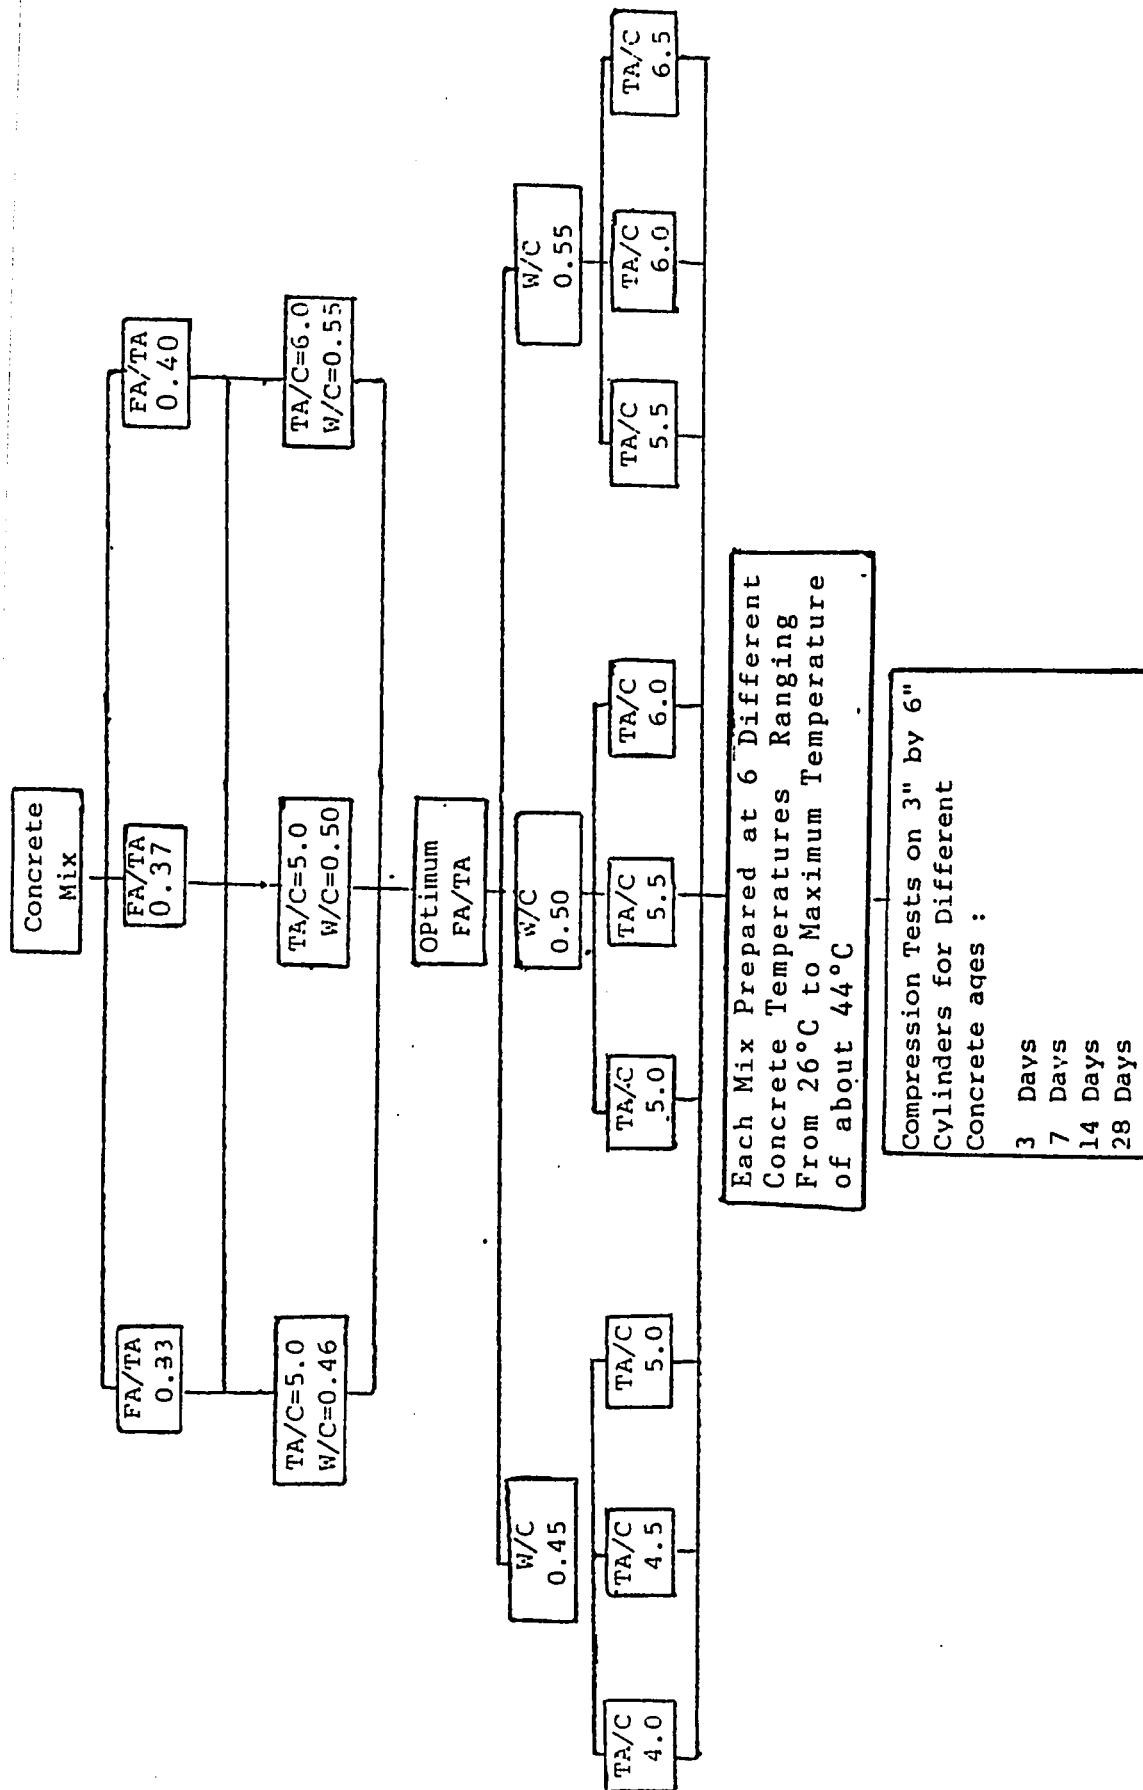 Concrete
Mix
FA/TA
0.33
FA/TA
0.37
FA/TA
0.40
TA/C=5.0
W/C=0.46
TA/C=5.0
W/C=0.50
TA/C=6.0
W/C=0.55
OPtimum
FA/TA
W/C
0.45
W/C
0.50
W/C
0.55
TA/C
4.0
TA/C
4.5
TA/C
5.0
TA/C
5.0
TA/C
5.5
TA/C
6.0
TA/C
5.5
TA/C
6.0
TA/C
6.5
Each Mix Prepared at 6 Different
Concrete Temperatures Ranging
From 26°C to Maximum Temperature
of about 44°C
Compression Tests on 3" by 6"
Cylinders for Different
Concrete ages :
3 Days
7 Days
14 Days
28 Days